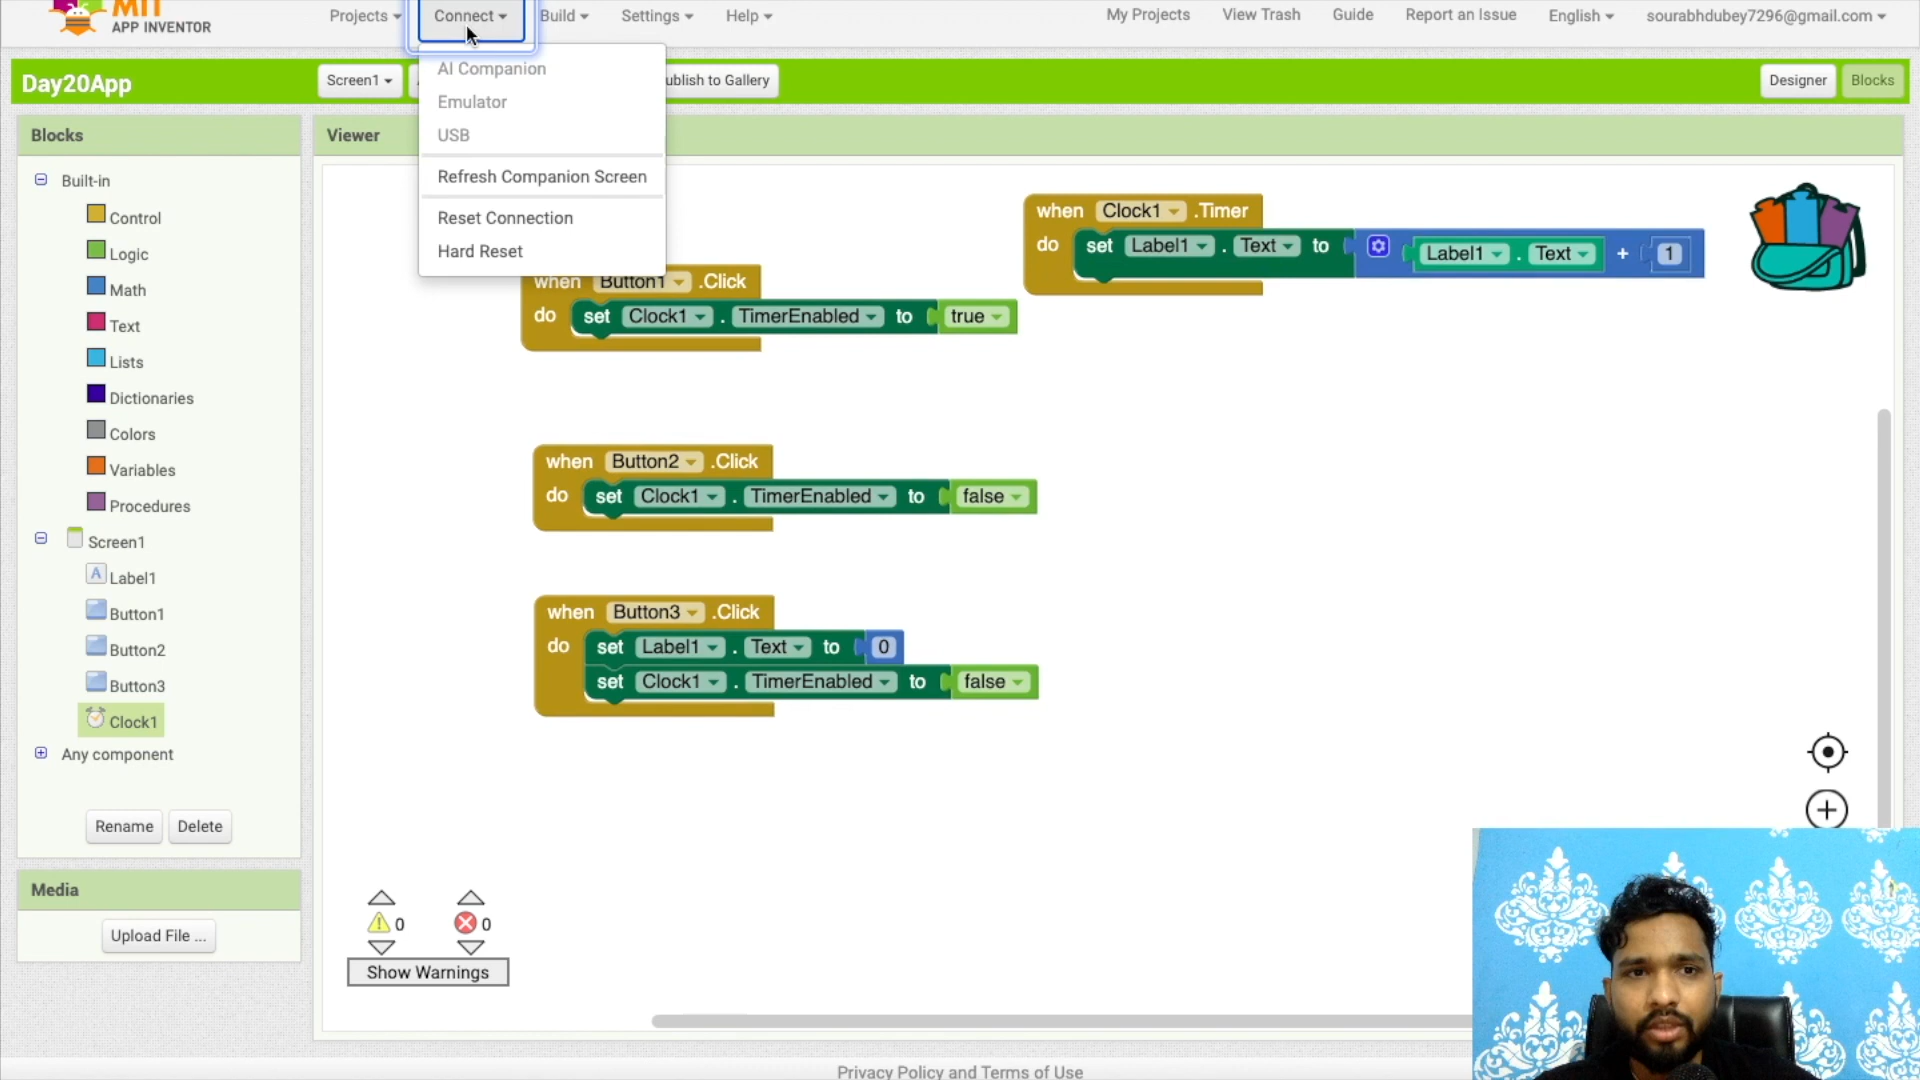 MIT
APP INVENTOR
Projects
Connect
Build
Settings
Help
My Projects
View Trash
Guide
Report an Issue
English
sourabhdubey7296@gmail.com
Day20App
Screen1
ublish to Gallery
Designer
Blocks
AI Companion
Emulator
USB
Refresh Companion Screen
Reset Connection
Hard Reset
Blocks
Built-in
Control
Logic
Math
Text
Lists
Dictionaries
Colors
Variables
Procedures
Screen1
A Label1
Button1
Button2
Button3
Clock1
Any component
Rename
Delete
Media
Upload File ...
Viewer
when Clock1 .Timer
do set Label1 . Text to Label1 . Text + 1
when Button1 .Click
do set Clock1 . TimerEnabled to true
when Button2 .Click
do set Clock1 . TimerEnabled to false
when Button3 .Click
do set Label1 . Text to 0
set Clock1 . TimerEnabled to false
0
0
Show Warnings
Privacy Policy and Terms of Use